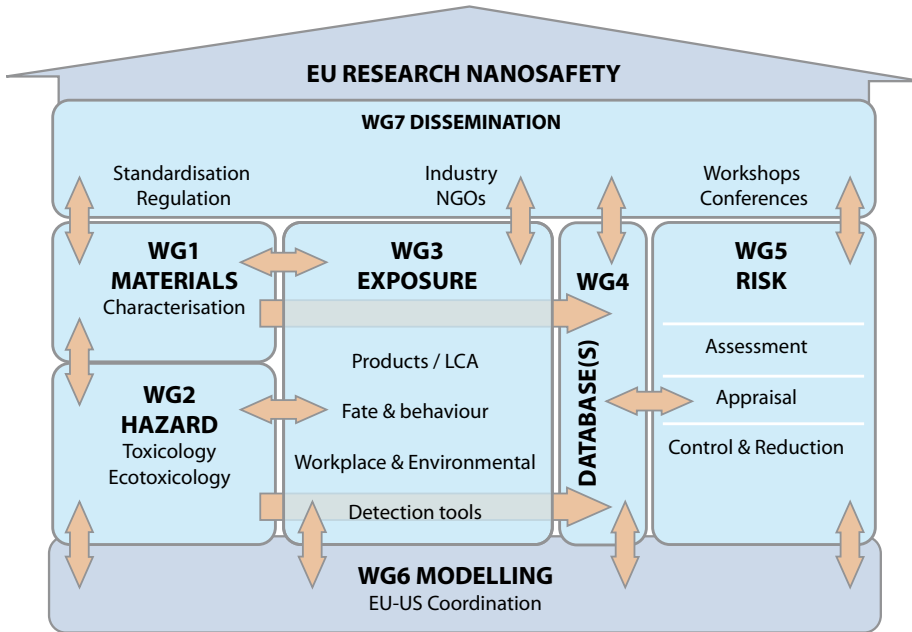 EU RESEARCH NANOSAFETY
WG7 DISSEMINATION
Standardisation
Regulation
Industry
NGOs
Workshops
Conferences
WG1
MATERIALS
Characterisation
WG2
HAZARD
Toxicology
Ecotoxicology
WG3
EXPOSURE
Products / LCA
Fate & behaviour
Workplace & Environmental
Detection tools
WG4
DATABASE(S)
WG5
RISK
Assessment
Appraisal
Control & Reduction
WG6 MODELLING
EU-US Coordination